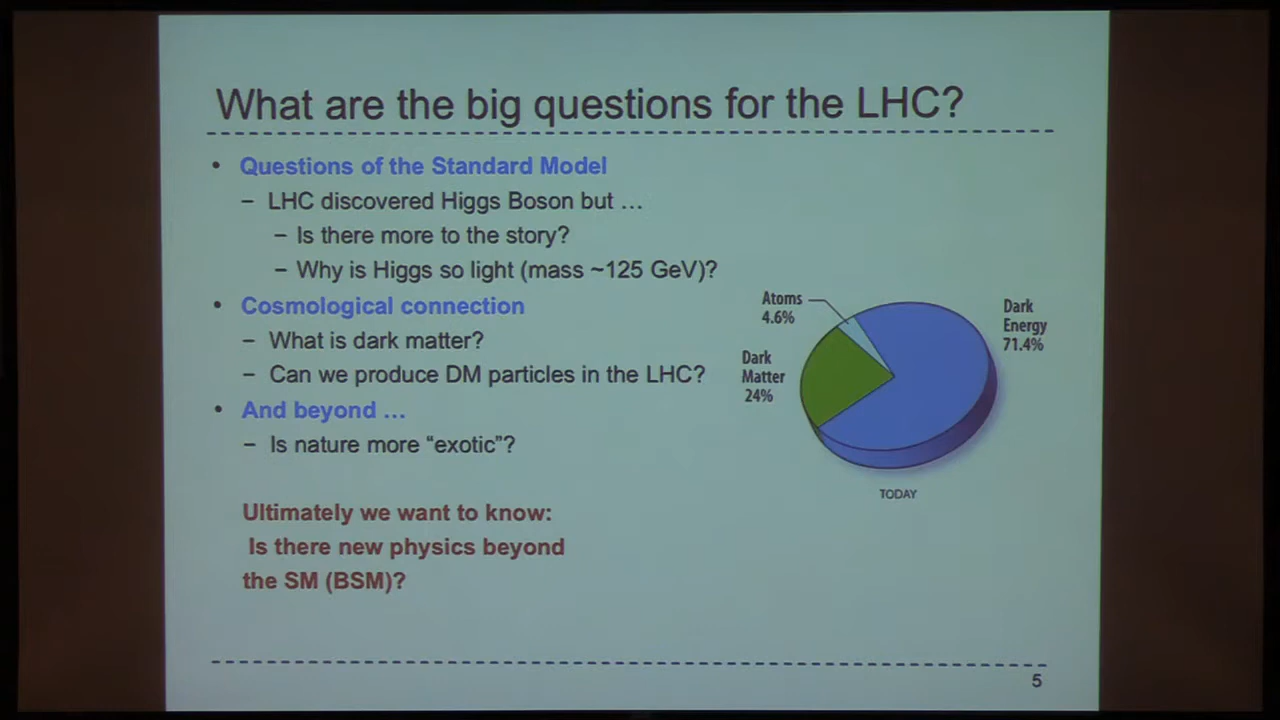 What are the big questions for the LHC?
• Questions of the Standard Model
– LHC discovered Higgs Boson but …
– Is there more to the story?
– Why is Higgs so light (mass ~125 GeV)?
• Cosmological connection
– What is dark matter?
– Can we produce DM particles in the LHC?
• And beyond …
– Is nature more “exotic”?
Ultimately we want to know:
Is there new physics beyond
the SM (BSM)?
Atoms
4.6%
Dark
Energy
71.4%
Dark
Matter
24%
TODAY
5